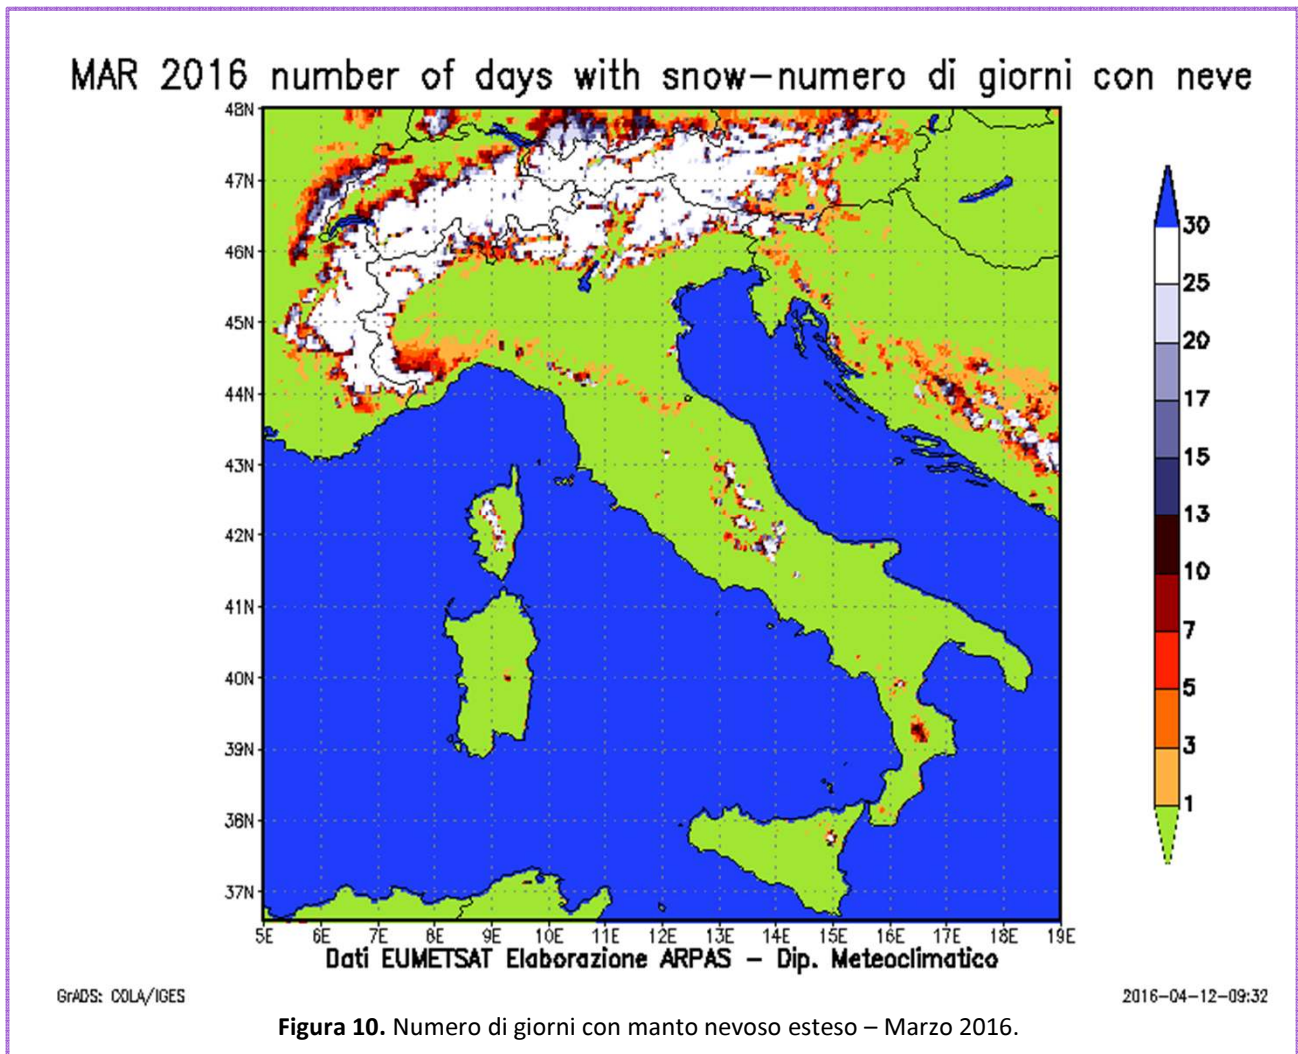 MAR 2016 number of days with snow-numero di giorni con neve
48N
47N
46N
45N
44N
43N
42N
41N
40N
39N
38N
37N
5E 6E 7E 8E 9E 10E 11E 12E 13E 14E 15E 16E 17E 18E 19E
30
25
20
17
15
13
10
7
5
3
1
Dati EUMETSAT Elaborazione ARPAS - Dip. Meteoclimatico
GrADS: COLA/IGES
2016-04-12-09:32
Figura 10. Numero di giorni con manto nevoso esteso – Marzo 2016.